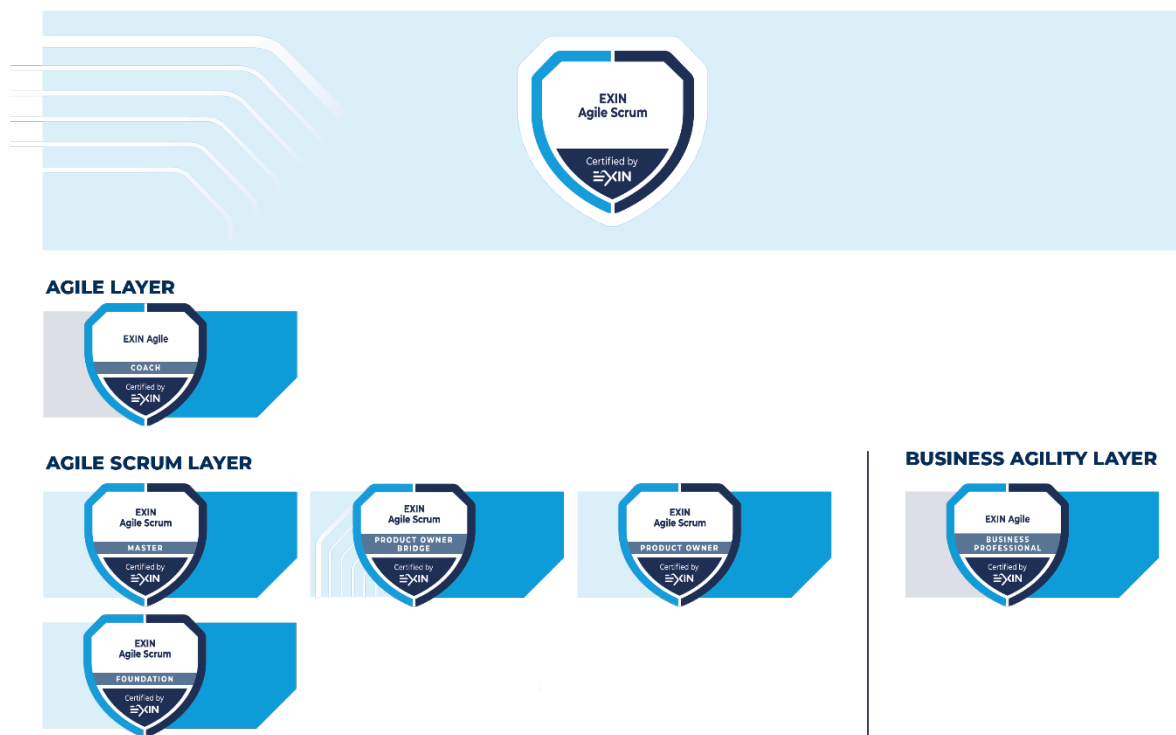 EXIN
Agile Scrum
Certified by
EXIN
AGILE LAYER
EXIN Agile
COACH
Certified by
EXIN
AGILE SCRUM LAYER
EXIN
Agile Scrum
MASTER
Certified by
EXIN
EXIN
Agile Scrum
PRODUCT OWNER
BRIDGE
Certified by
EXIN
EXIN
Agile Scrum
PRODUCT OWNER
Certified by
EXIN
BUSINESS AGILITY LAYER
EXIN Agile
BUSINESS
PROFESSIONAL
Certified by
EXIN
EXIN
Agile Scrum
FOUNDATION
Certified by
EXIN